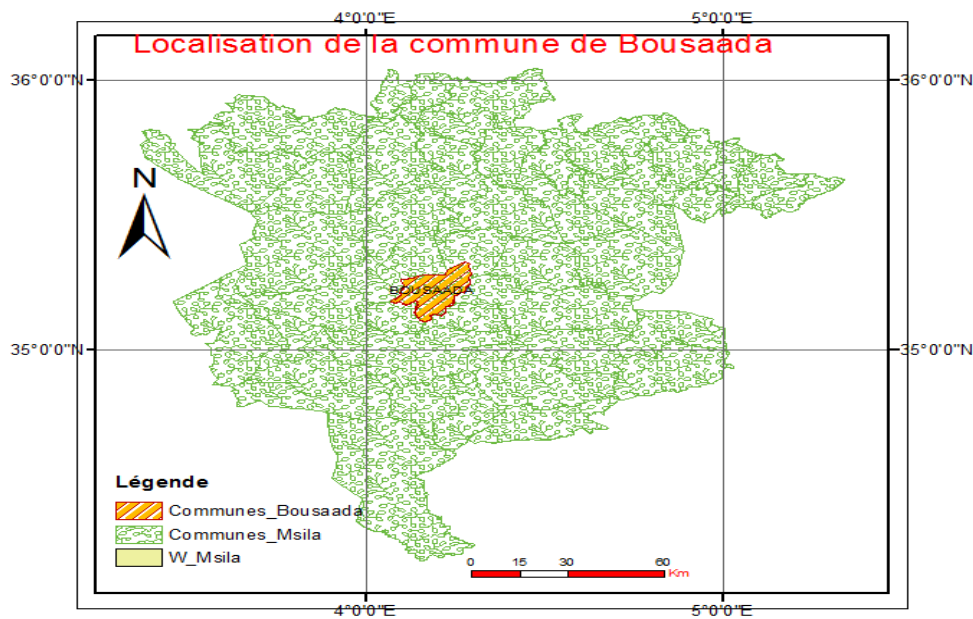 4°0'0"E 5°0'0"E
Localisation de la commune de Bousaada
36°0'0"N 36°0'0"N
N
BOUSAADA
35°0'0"N 35°0'0"N
Légende
Communes_Bousaada
Communes_Msila
W_Msila
0 15 30 60
Km
4°0'0"E 5°0'0"E